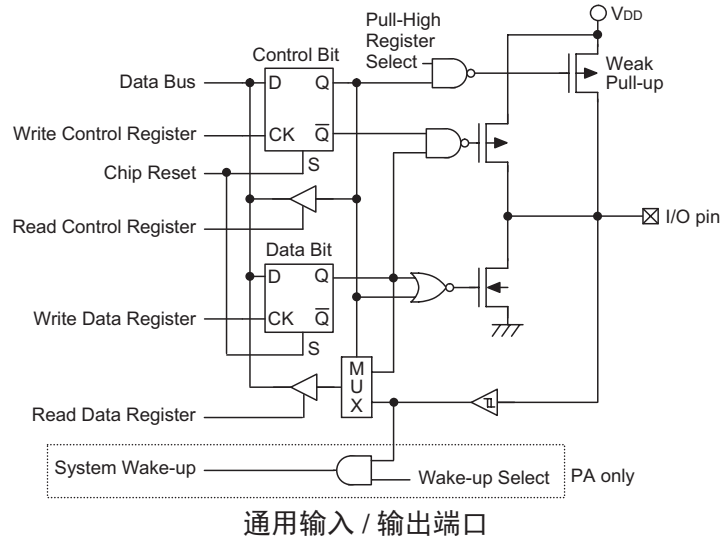 Pull-High
Register
Select
VDD
Weak
Pull-up
Control Bit
Data Bus
D
Q
Write Control Register
CK
Q̅
S
Chip Reset
Read Control Register
I/O pin
Data Bit
D
Q
Write Data Register
CK
Q̅
S
M
U
X
Read Data Register
System Wake-up
Wake-up Select
PA only
通用输入 / 输出端口